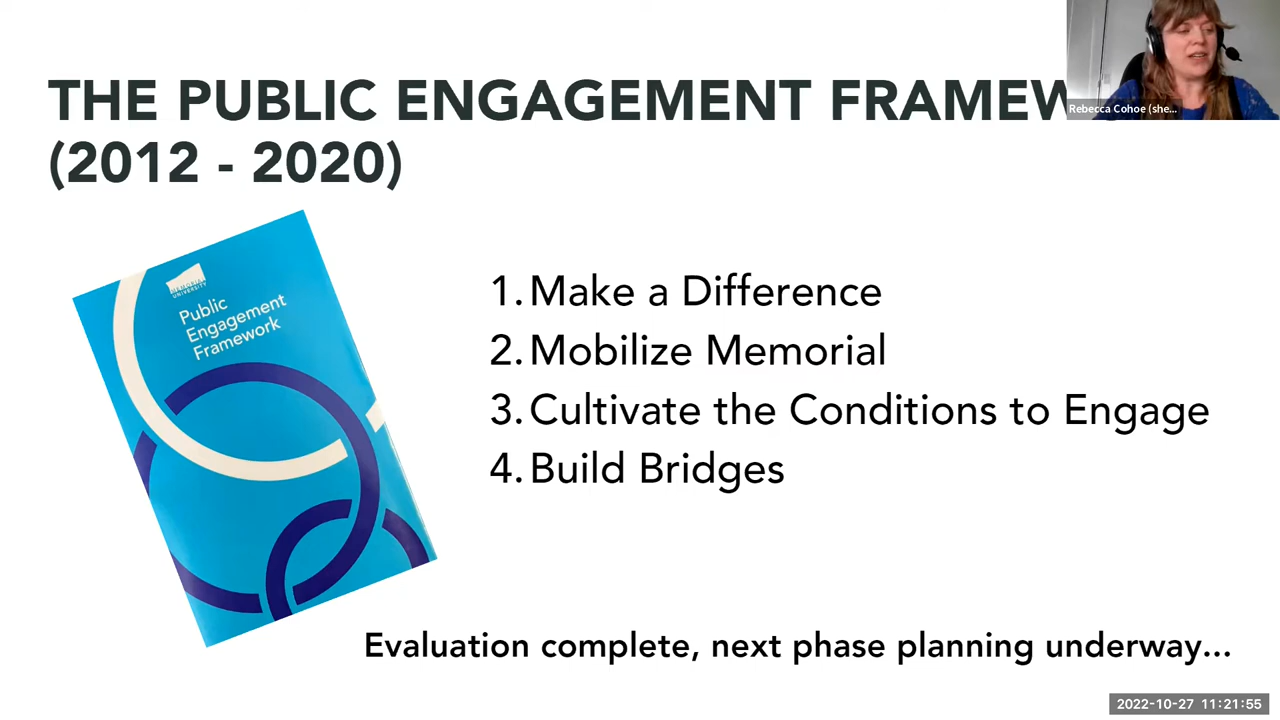 THE PUBLIC ENGAGEMENT FRAMEW
(2012 - 2020)
Rebecca Cohoe (she...
UNIVERSITY
Public
Engagement
Framework
1. Make a Difference
2. Mobilize Memorial
3. Cultivate the Conditions to Engage
4. Build Bridges
Evaluation complete, next phase planning underway...
2022-10-27 11:21:55